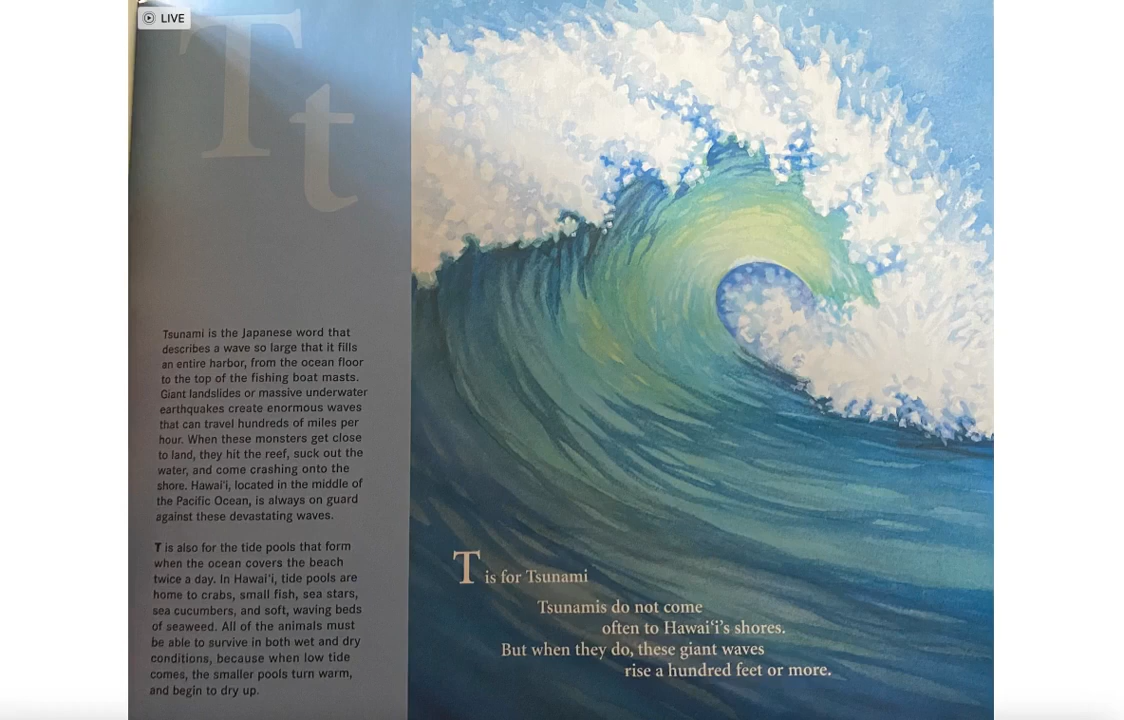 LIVE
Tt
Tsunami is the Japanese word that
describes a wave so large that it fills
an entire harbor, from the ocean floor
to the top of the fishing boat masts.
Giant landslides or massive underwater
earthquakes create enormous waves
that can travel hundreds of miles per
hour. When these monsters get close
to land, they hit the reef, suck out the
water, and come crashing onto the
shore. Hawai'i, located in the middle of
the Pacific Ocean, is always on guard
against these devastating waves.
T is also for the tide pools that form
when the ocean covers the beach
twice a day. In Hawai'i, tide pools are
home to crabs, small fish, sea stars,
sea cucumbers, and soft, waving beds
of seaweed. All of the animals must
be able to survive in both wet and dry
conditions, because when low tide
comes, the smaller pools turn warm,
and begin to dry up.
T is for Tsunami
Tsunamis do not come
often to Hawai‘i’s shores.
But when they do, these giant waves
rise a hundred feet or more.